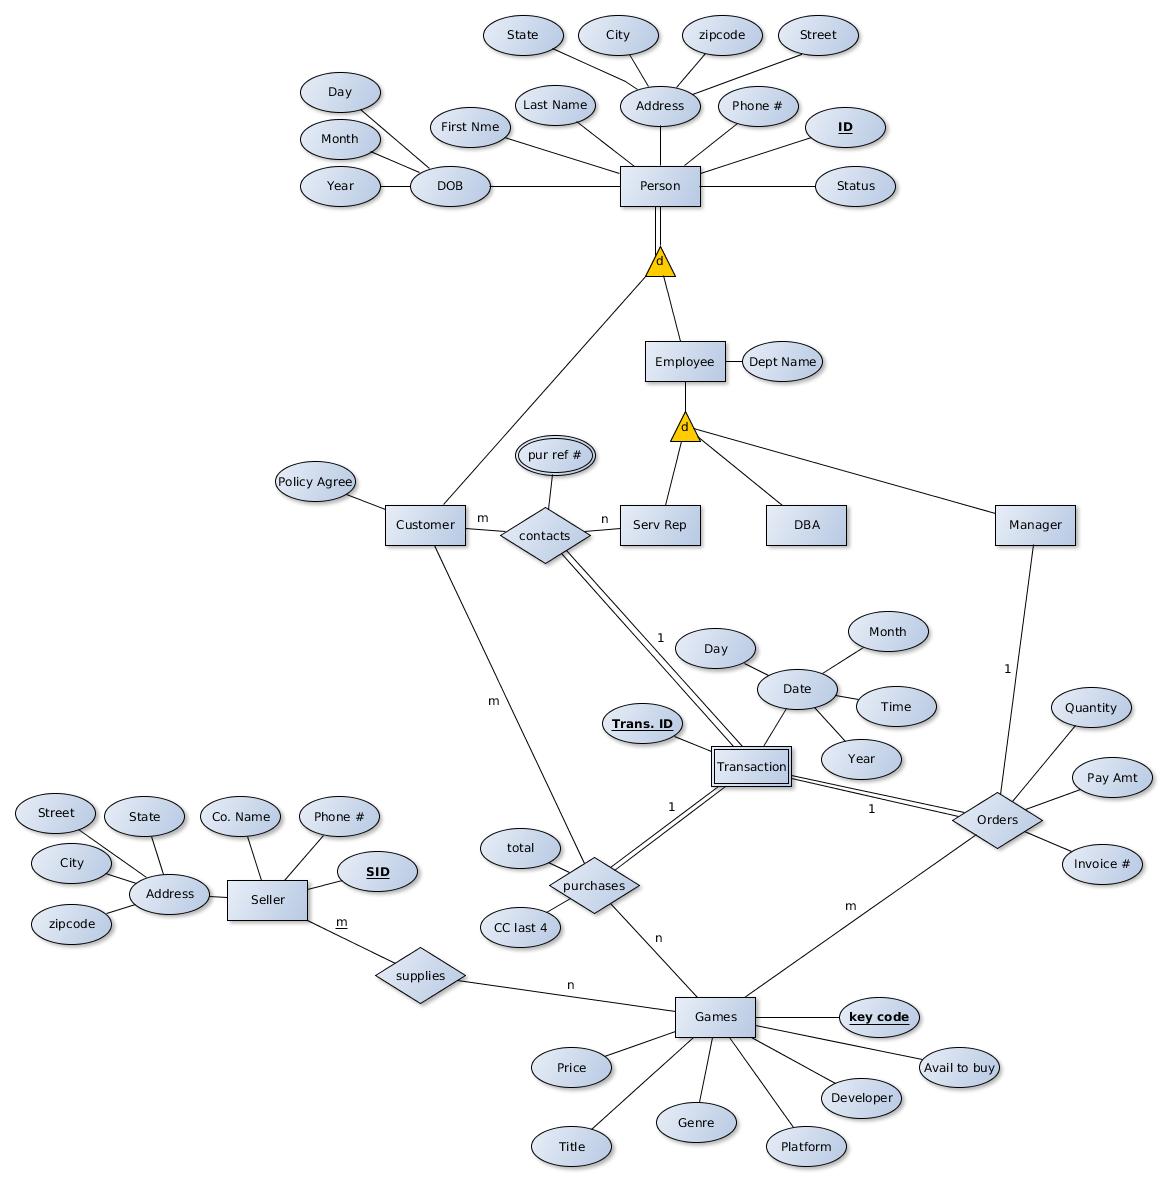 State
City
zipcode
Street
Day
Last Name
Address
Phone #
First Nme
ID
Month
Year
DOB
Person
Status
d
Employee
Dept Name
d
pur ref #
Policy Agree
Customer
m
contacts
n
Serv Rep
DBA
Manager
1
Day
Month
1
Date
m
Time
Quantity
Trans. ID
Year
Transaction
Pay Amt
1
1
Orders
Street
State
Co. Name
Phone #
total
City
Invoice #
SID
Address
Seller
purchases
m
zipcode
m
CC last 4
n
supplies
n
Games
key code
Price
Avail to buy
Developer
Genre
Title
Platform